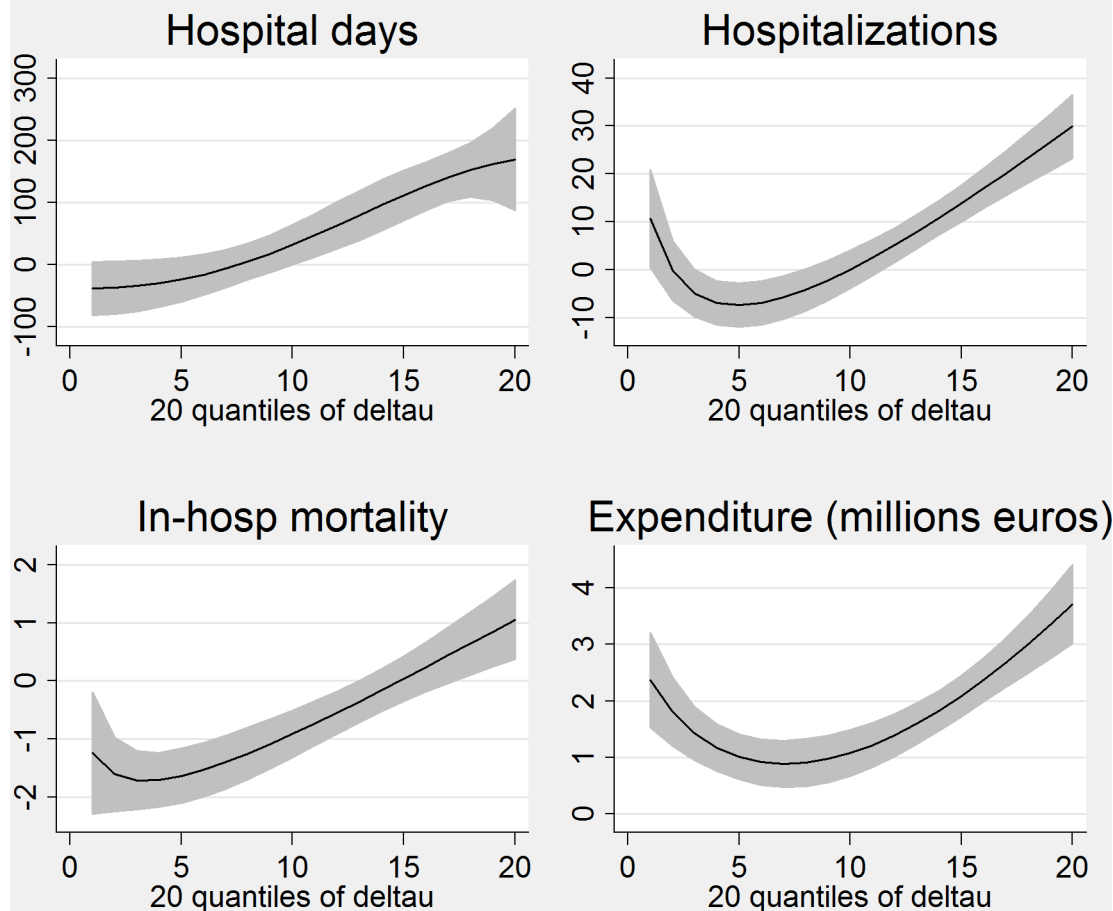 Hospital days
300
200
100
0
-100
0 5 10 15 20
20 quantiles of deltau
Hospitalizations
40
30
20
10
0
-10
0 5 10 15 20
20 quantiles of deltau
In-hosp mortality
2
1
0
-1
-2
0 5 10 15 20
20 quantiles of deltau
Expenditure (millions euros)
4
3
2
1
0
0 5 10 15 20
20 quantiles of deltau